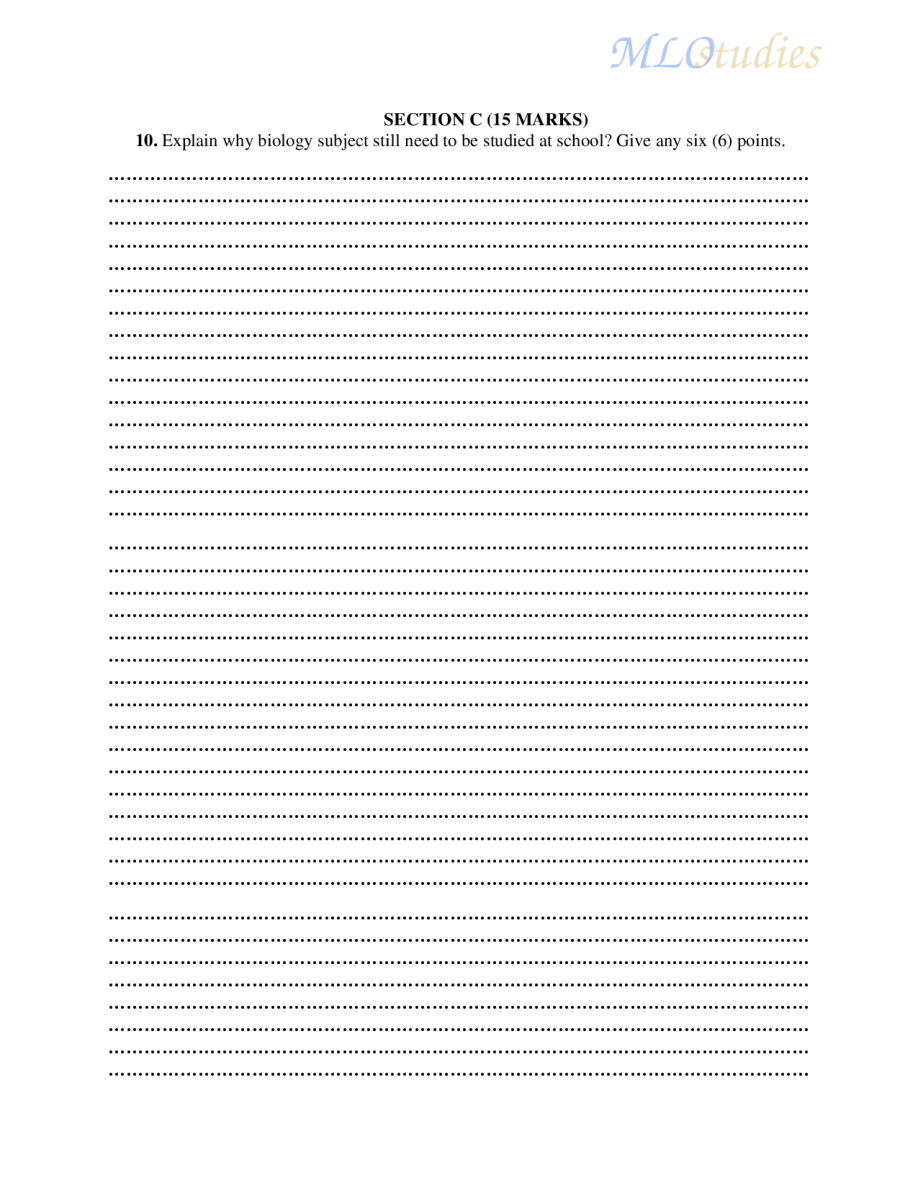 MLOstudies
SECTION C (15 MARKS)
10. Explain why biology subject still need to be studied at school? Give any six (6) points.